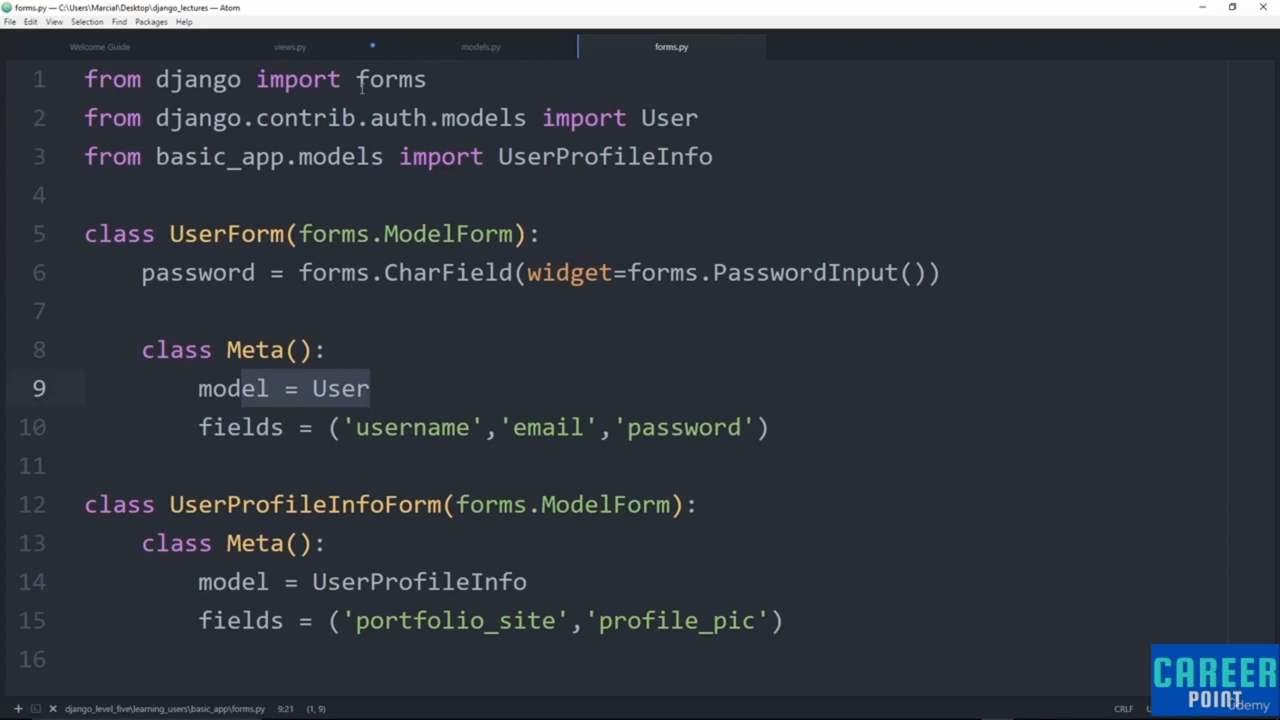 forms.py — C:\Users\Marcial\Desktop\django_lectures — Atom
File Edit View Selection Find Packages Help
Welcome Guide views.py models.py forms.py
1 from django import forms
2 from django.contrib.auth.models import User
3 from basic_app.models import UserProfileInfo
4
5 class UserForm(forms.ModelForm):
6 password = forms.CharField(widget=forms.PasswordInput())
7
8 class Meta():
9 model = User
10 fields = ('username','email','password')
11
12 class UserProfileInfoForm(forms.ModelForm):
13 class Meta():
14 model = UserProfileInfo
15 fields = ('portfolio_site','profile_pic')
16
CAREER
POINT
Udemy
django_level_five\learning_users\basic_app\forms.py 9:21 (1, 9) CRLF